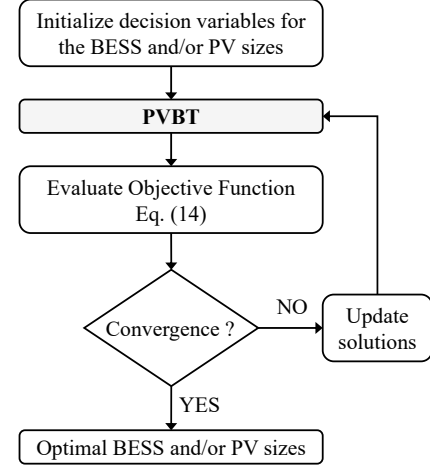 Initialize decision variables for
the BESS and/or PV sizes
PVBT
Evaluate Objective Function
Eq. (14)
Convergence ?
NO
Update
solutions
YES
Optimal BESS and/or PV sizes